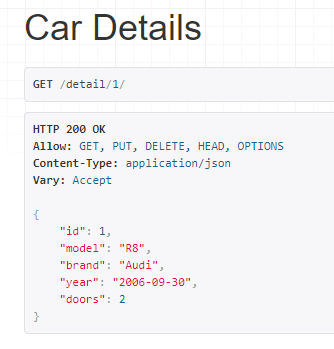 Car Details
GET /detail/1/
HTTP 200 OK
Allow: GET, PUT, DELETE, HEAD, OPTIONS
Content-Type: application/json
Vary: Accept
{
    "id": 1,
    "model": "R8",
    "brand": "Audi",
    "year": "2006-09-30",
    "doors": 2
}